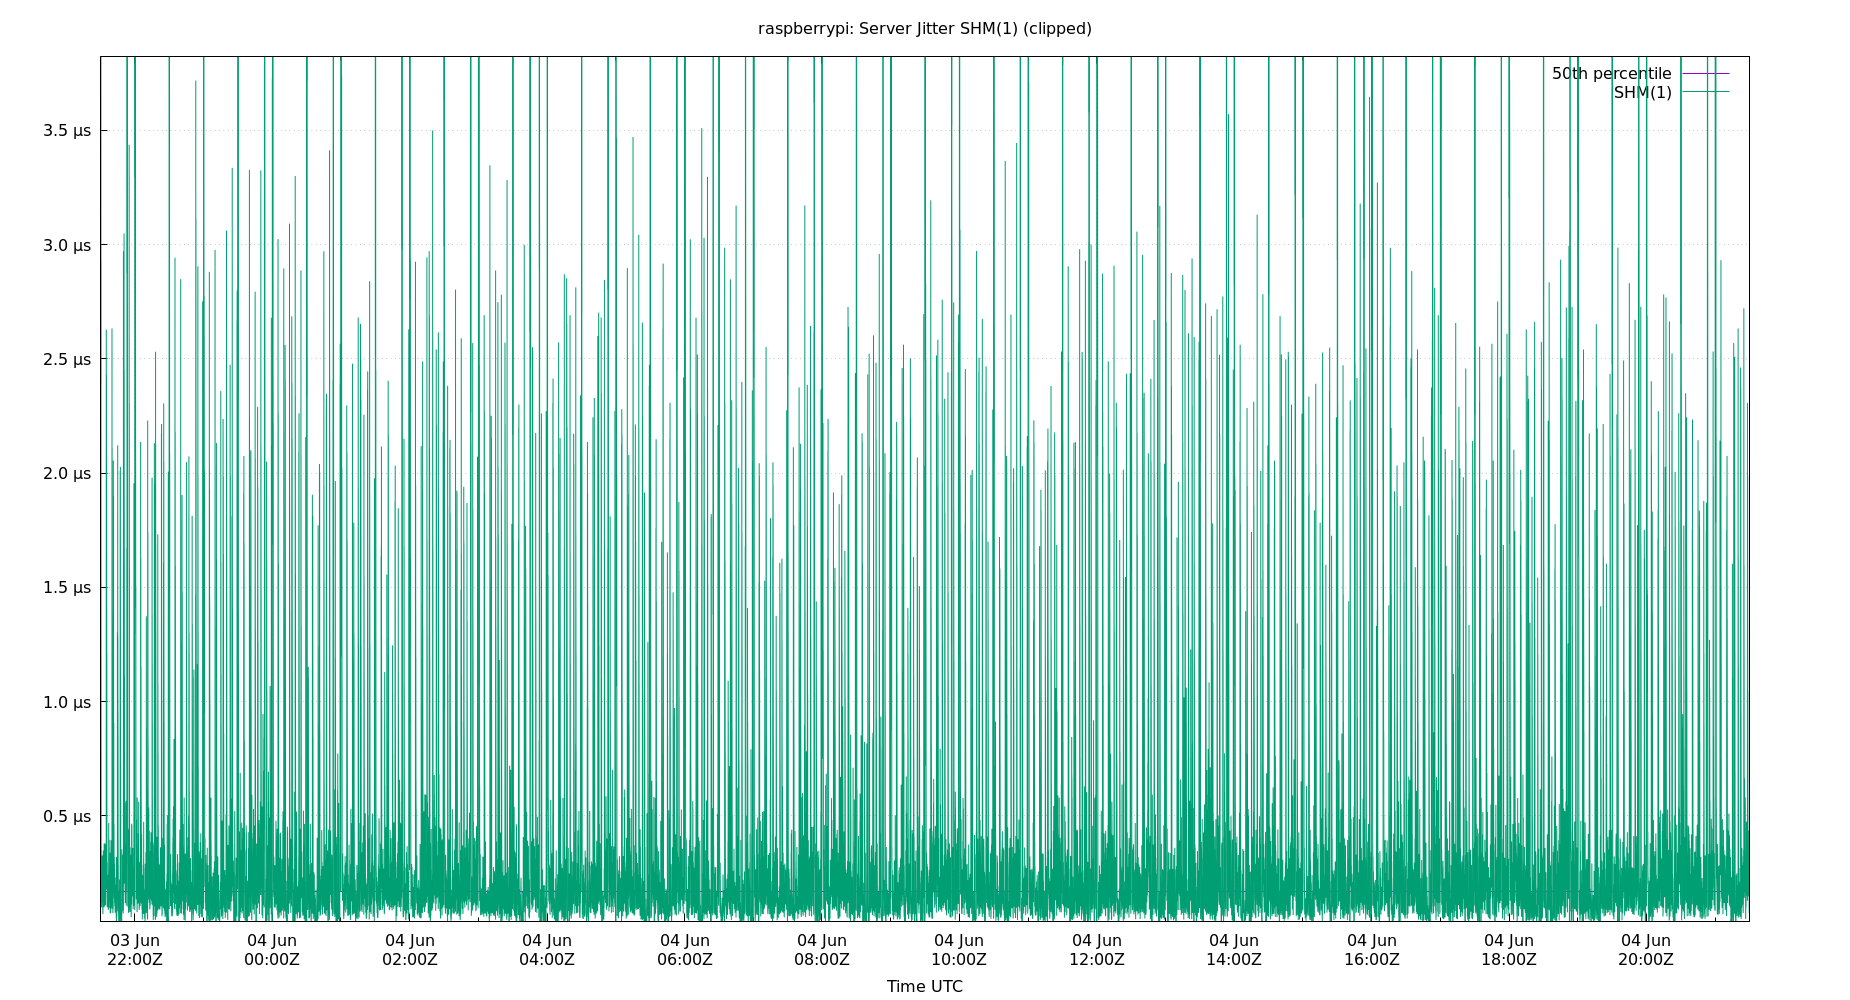 raspberrypi: Server Jitter SHM(1) (clipped)
50th percentile
SHM(1)
3.5 µs
3.0 µs
2.5 µs
2.0 µs
1.5 µs
1.0 µs
0.5 µs
03 Jun 04 Jun 04 Jun 04 Jun 04 Jun 04 Jun 04 Jun 04 Jun 04 Jun 04 Jun 04 Jun 04 Jun
22:00Z 00:00Z 02:00Z 04:00Z 06:00Z 08:00Z 10:00Z 12:00Z 14:00Z 16:00Z 18:00Z 20:00Z
Time UTC